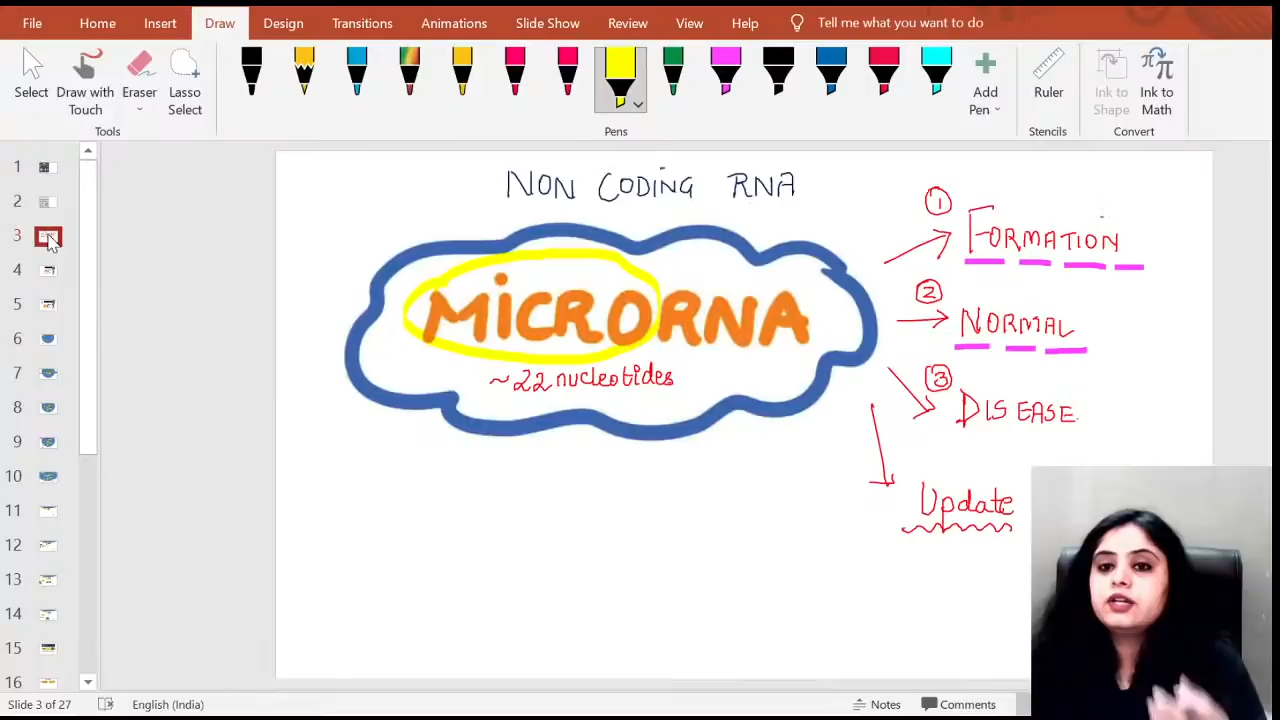 File Home Insert Draw Design Transitions Animations Slide Show Review View Help Tell me what you want to do
Select
Draw with Touch
Eraser
Lasso Select
Add Pen
Ruler
Ink to Shape
Ink to Math
Tools
Pens
Stencils
Convert
1
2
3
4
5
6
7
8
9
10
11
12
13
14
15
16
NON CODING RNA
MiCRORNA
~22 nucleotides
1
FORMATION
2
NORMAL
3
DISEASE
Update
Slide 3 of 27
English (India)
Notes
Comments